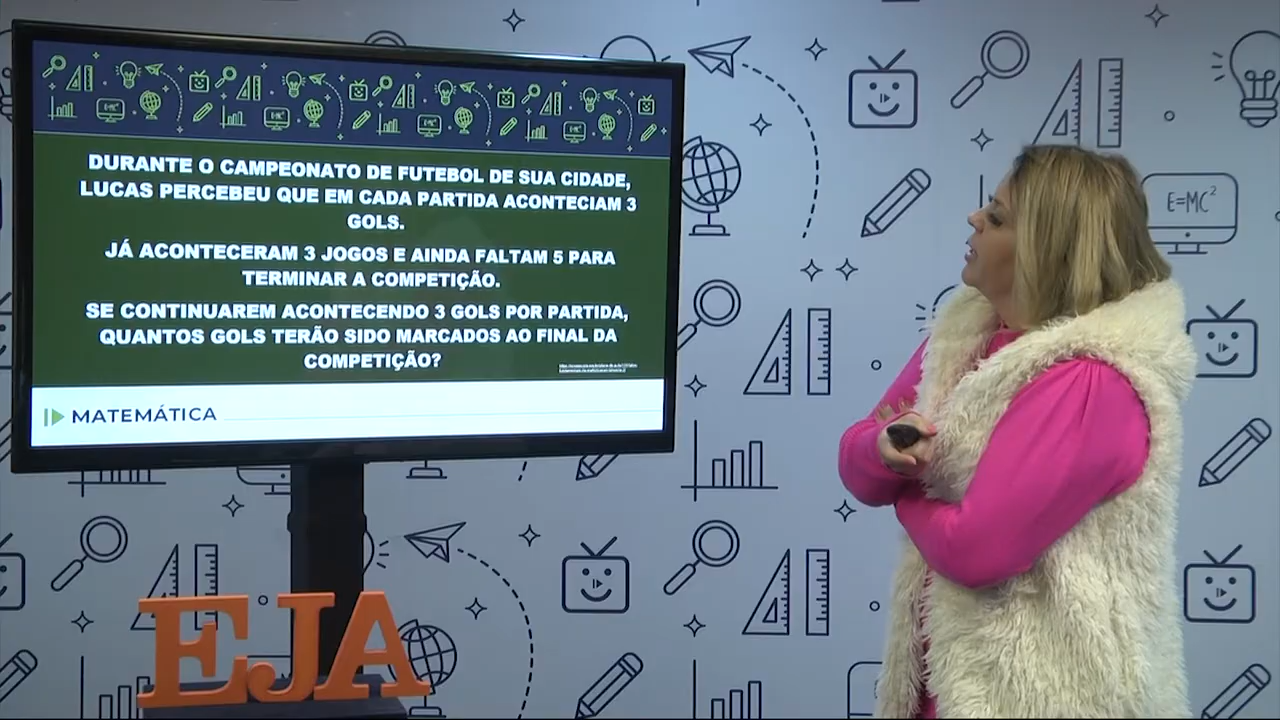 DURANTE O CAMPEONATO DE FUTEBOL DE SUA CIDADE,
LUCAS PERCEBEU QUE EM CADA PARTIDA ACONTECIAM 3
GOLS.
JÁ ACONTECERAM 3 JOGOS E AINDA FALTAM 5 PARA
TERMINAR A COMPETIÇÃO.
SE CONTINUAREM ACONTECENDO 3 GOLS POR PARTIDA,
QUANTOS GOLS TERÃO SIDO MARCADOS AO FINAL DA
COMPETIÇÃO?
MATEMÁTICA
E=MC²
EJA